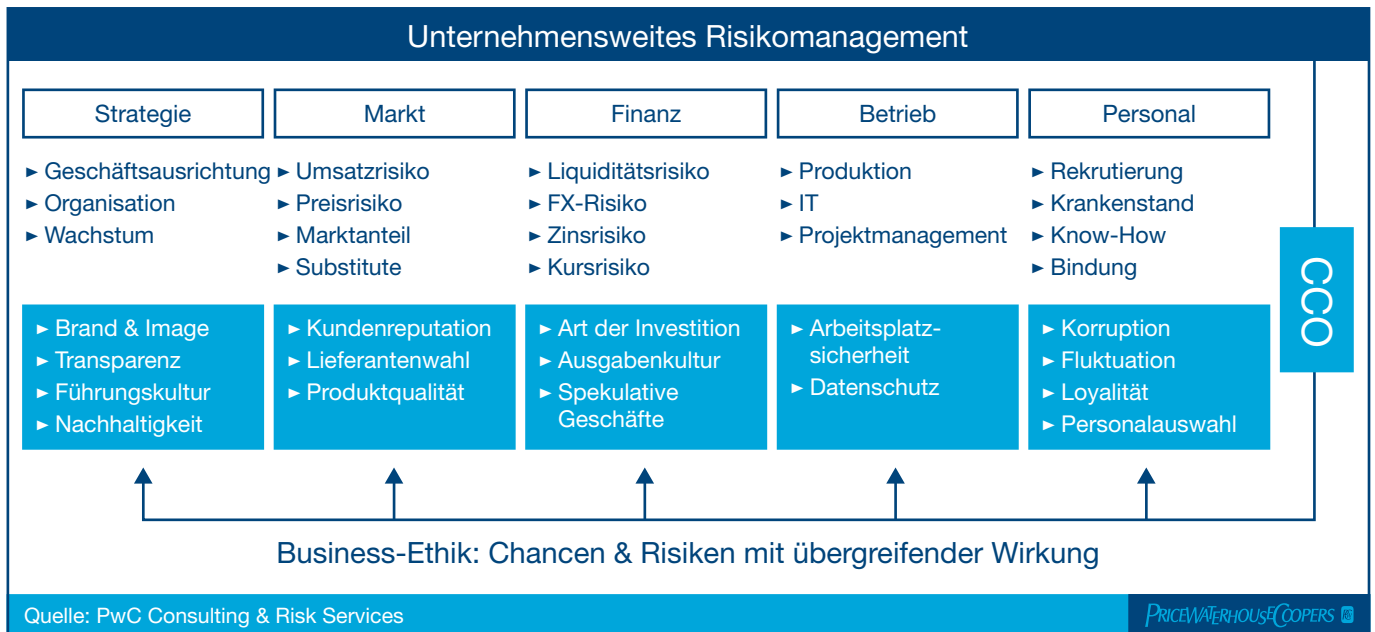 Unternehmensweites Risikomanagement
Strategie
► Geschäftsausrichtung
► Organisation
► Wachstum
► Brand & Image
► Transparenz
► Führungskultur
► Nachhaltigkeit
Markt
► Umsatzrisiko
► Preisrisiko
► Marktanteil
► Substitute
► Kundenreputation
► Lieferantenwahl
► Produktqualität
Finanz
► Liquiditätsrisiko
► FX-Risiko
► Zinsrisiko
► Kursrisiko
► Art der Investition
► Ausgabenkultur
► Spekulative
Geschäfte
Betrieb
► Produktion
► IT
► Projektmanagement
► Arbeitsplatz-
sicherheit
► Datenschutz
Personal
► Rekrutierung
► Krankenstand
► Know-How
► Bindung
► Korruption
► Fluktuation
► Loyalität
► Personalauswahl
CCO
Business-Ethik: Chancen & Risiken mit übergreifender Wirkung
Quelle: PwC Consulting & Risk Services
PRICEWATERHOUSECOOPERS